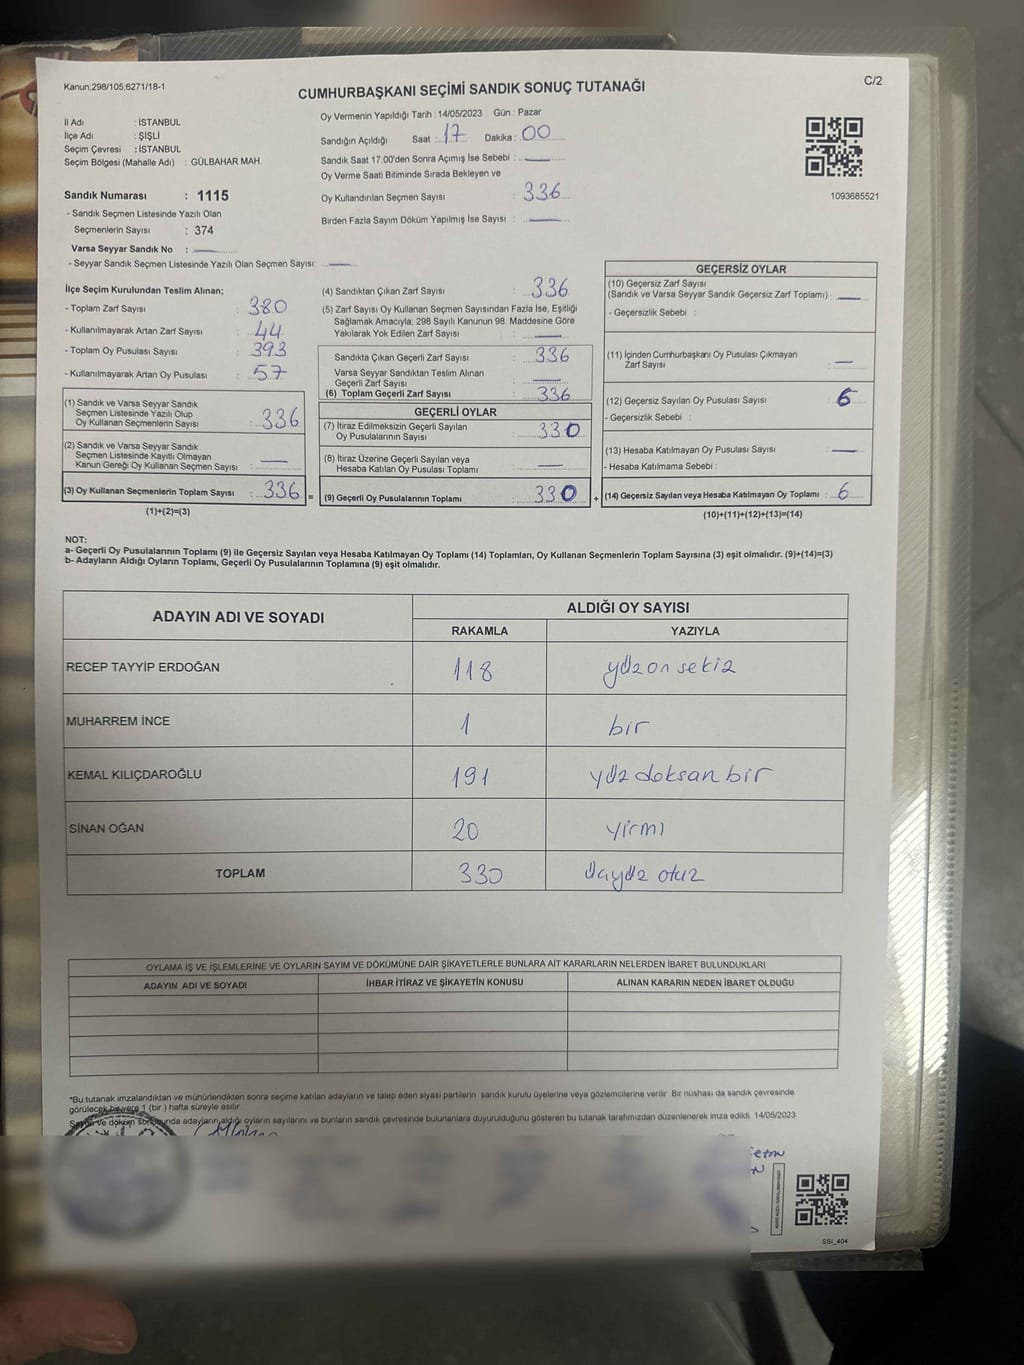 Kanun;298/105;6271/18-1
C/2
CUMHURBAŞKANI SEÇİMİ SANDIK SONUÇ TUTANAĞI
İl Adı : İSTANBUL
İlçe Adı : ŞİŞLİ
Seçim Çevresi : İSTANBUL
Seçim Bölgesi (Mahalle Adı) : GÜLBAHAR MAH.
Oy Vermenin Yapıldığı Tarih : 14/05/2023 Gün : Pazar
Sandığın Açıldığı Saat : 17 Dakika : 00
Sandık Saat 17.00'den Sonra Açımış İse Sebebi : —
Oy Verme Saati Bitiminde Sırada Bekleyen ve
Oy Kullandırılan Seçmen Sayısı : 336
Birden Fazla Sayım Döküm Yapılmış İse Sayısı : —
1093685521
Sandık Numarası : 1115
- Sandık Seçmen Listesinde Yazılı Olan
Seçmenlerin Sayısı : 374
Varsa Seyyar Sandık No : —
- Seyyar Sandık Seçmen Listesinde Yazılı Olan Seçmen Sayısı: —
İlçe Seçim Kurulundan Teslim Alınan;
- Toplam Zarf Sayısı : 380
- Kullanılmayarak Artan Zarf Sayısı : 44
- Toplam Oy Pusulası Sayısı : 393
- Kullanılmayarak Artan Oy Pusulası : 57
(1) Sandık ve Varsa Seyyar Sandık
Seçmen Listesinde Yazılı Olup
Oy Kullanan Seçmenlerin Sayısı : 336
(2) Sandık ve Varsa Seyyar Sandık
Seçmen Listesinde Kayıtlı Olmayan
Kanun Gereği Oy Kullanan Seçmen Sayısı : —
(3) Oy Kullanan Seçmenlerin Toplam Sayısı : 336 =
(1)+(2)=(3)
(4) Sandıktan Çıkan Zarf Sayısı : 336
(5) Zarf Sayısı Oy Kullanan Seçmen Sayısından Fazla İse, Eşitliği
Sağlamak Amacıyla; 298 Sayılı Kanunun 98. Maddesine Göre
Yakılarak Yok Edilen Zarf Sayısı : —
Sandıkta Çıkan Geçerli Zarf Sayısı : 336
Varsa Seyyar Sandıktan Teslim Alınan
Geçerli Zarf Sayısı : —
(6) Toplam Geçerli Zarf Sayısı : 336
GEÇERLİ OYLAR
(7) İtiraz Edilmeksizin Geçerli Sayılan
Oy Pusulalarının Sayısı : 330
(8) İtiraz Üzerine Geçerli Sayılan veya
Hesaba Katılan Oy Pusulası Toplamı : —
(9) Geçerli Oy Pusulalarının Toplamı : 330 +
GEÇERSİZ OYLAR
(10) Geçersiz Zarf Sayısı
(Sandık ve Varsa Seyyar Sandık Geçersiz Zarf Toplamı) : —
- Geçersizlik Sebebi :
(11) İçinden Cumhurbaşkanı Oy Pusulası Çıkmayan
Zarf Sayısı : —
(12) Geçersiz Sayılan Oy Pusulası Sayısı : 6
- Geçersizlik Sebebi :
(13) Hesaba Katılmayan Oy Pusulası Sayısı : —
- Hesaba Katılmama Sebebi :
(14) Geçersiz Sayılan veya Hesaba Katılmayan Oy Toplamı : 6
(10)+(11)+(12)+(13)=(14)
NOT:
a- Geçerli Oy Pusulalarının Toplamı (9) ile Geçersiz Sayılan veya Hesaba Katılmayan Oy Toplamı (14) Toplamları, Oy Kullanan Seçmenlerin Toplam Sayısına (3) eşit olmalıdır. (9)+(14)=(3)
b- Adayların Aldığı Oyların Toplamı, Geçerli Oy Pusulalarının Toplamına (9) eşit olmalıdır.
ADAYIN ADI VE SOYADI
ALDIĞI OY SAYISI
RAKAMLA YAZIYLA
RECEP TAYYİP ERDOĞAN 118 yüz on sekiz
MUHARREM İNCE 1 bir
KEMAL KILIÇDAROĞLU 191 yüz doksan bir
SİNAN OĞAN 20 yirmi
TOPLAM 330 üçyüz otuz
OYLAMA İŞ VE İŞLEMLERİNE VE OYLARIN SAYIM VE DÖKÜMÜNE DAİR ŞİKAYETLERLE BUNLARA AİT KARARLARIN NELERDEN İBARET BULUNDUKLARI
ADAYIN ADI VE SOYADI İHBAR İTİRAZ VE ŞİKAYETİN KONUSU ALINAN KARARIN NEDEN İBARET OLDUĞU
*Bu tutanak imzalandıktan ve mühürlendikten sonra seçime katılan adayların ve talep eden siyasi partilerin sandık kurulu üyelerine veya gözlemcilerine verilir. Bir nüshası da sandık çevresinde
görülecek bir yere 1 (bir) hafta süreyle asılır
Sayım ve döküm sonucunda adayların aldığı oyların sayılarını ve bunların sandık çevresinde bulunanlara duyurulduğunu gösteren bu tutanak tarafımızdan düzenlenerek imza edildi. 14/05/2023
SSİ_404